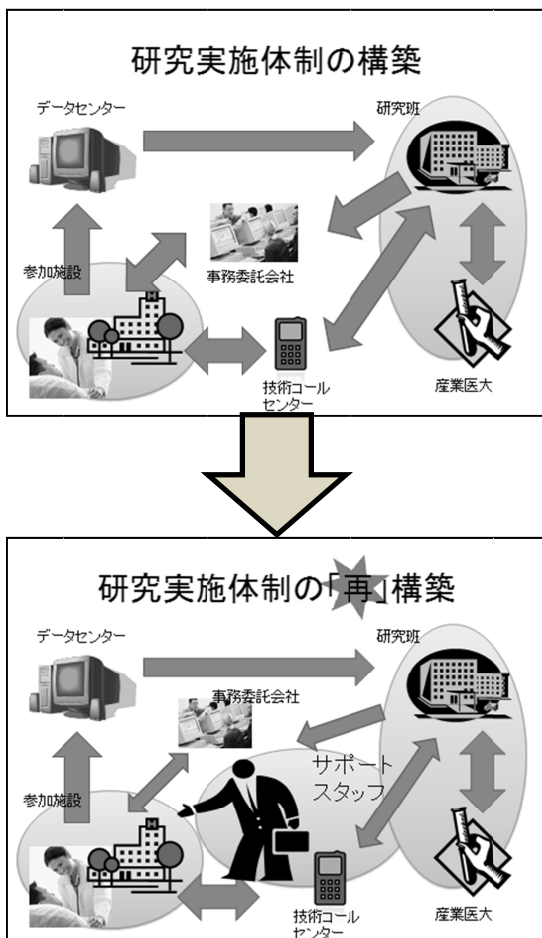 研究実施体制の構築
データセンター
研究班
事務委託会社
参加施設
技術コール
センター
産業医大
研究実施体制の「再」構築
データセンター
研究班
事務委託会社
サポート
スタッフ
参加施設
技術コール
センター
産業医大